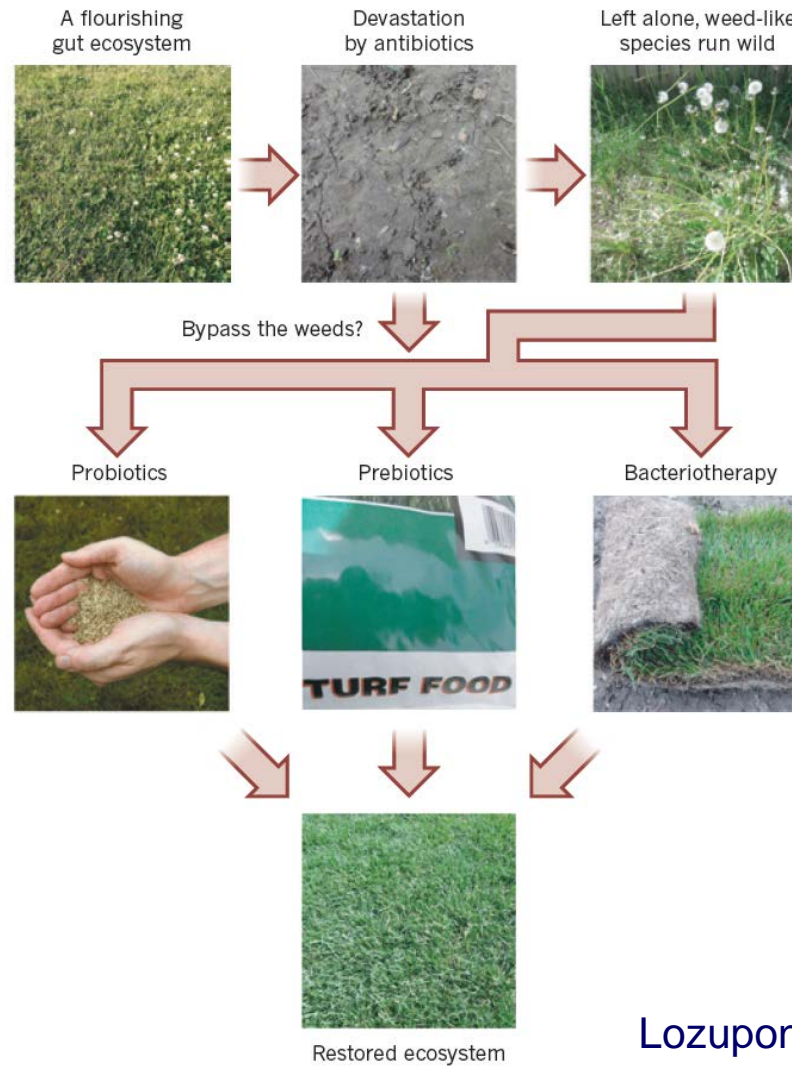 A flourishing
gut ecosystem
Devastation
by antibiotics
Left alone, weed-like
species run wild
Bypass the weeds?
Probiotics
Prebiotics
Bacteriotherapy
TURF FOOD
Restored ecosystem
Lozupon